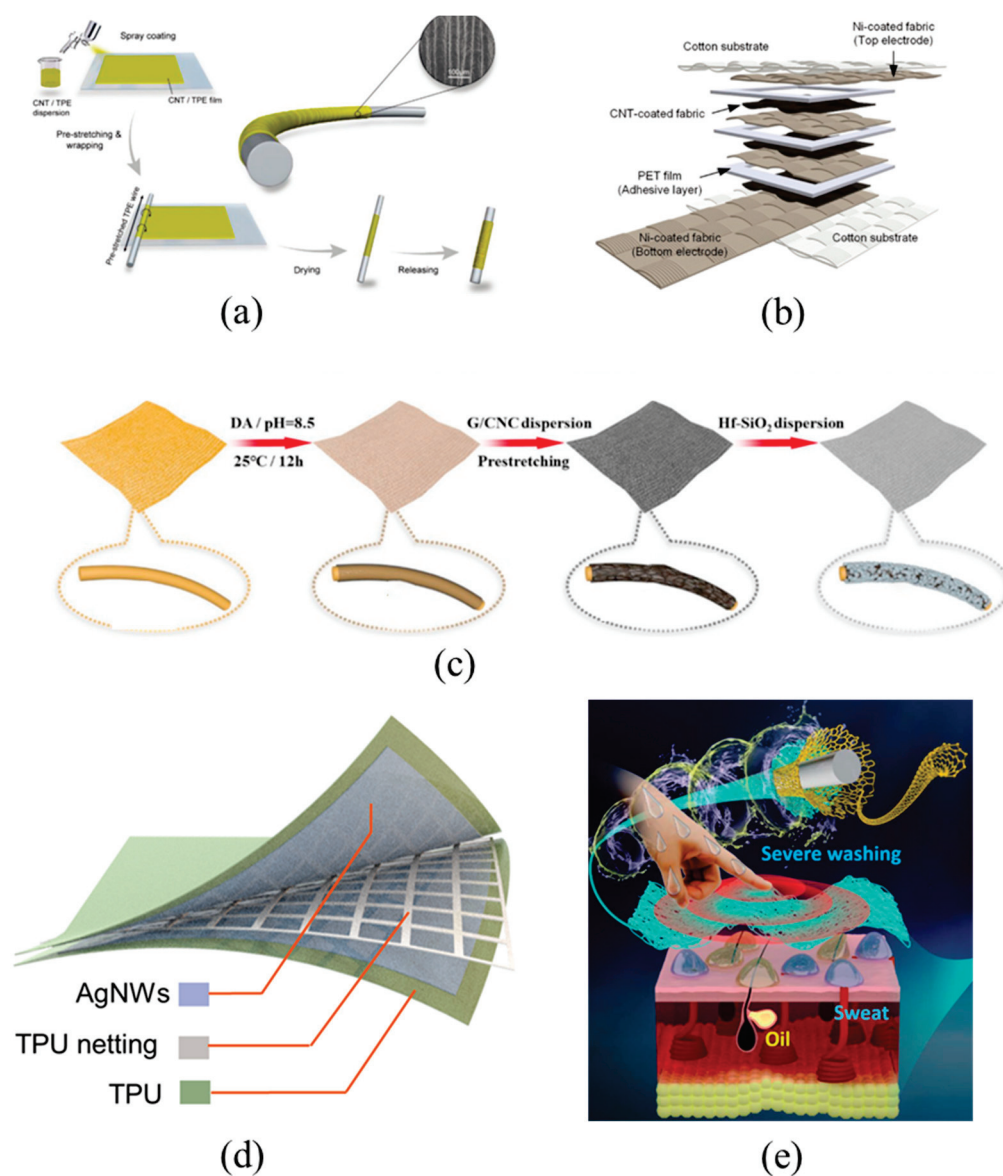 Spray coating
CNT / TPE
dispersion
CNT / TPE film
100μm
Pre-stretching &
wrapping
Pre-stretched TPE wire
Drying
Releasing
(a)
Cotton substrate
Ni-coated fabric
(Top electrode)
CNT-coated fabric
PET film
(Adhesive layer)
Ni-coated fabric
(Bottom electrode)
Cotton substrate
(b)
DA / pH=8.5
25°C / 12h
G/CNC dispersion
Prestretching
Hf-SiO₂ dispersion
(c)
AgNWs
TPU netting
TPU
(d)
Severe washing
Sweat
Oil
(e)